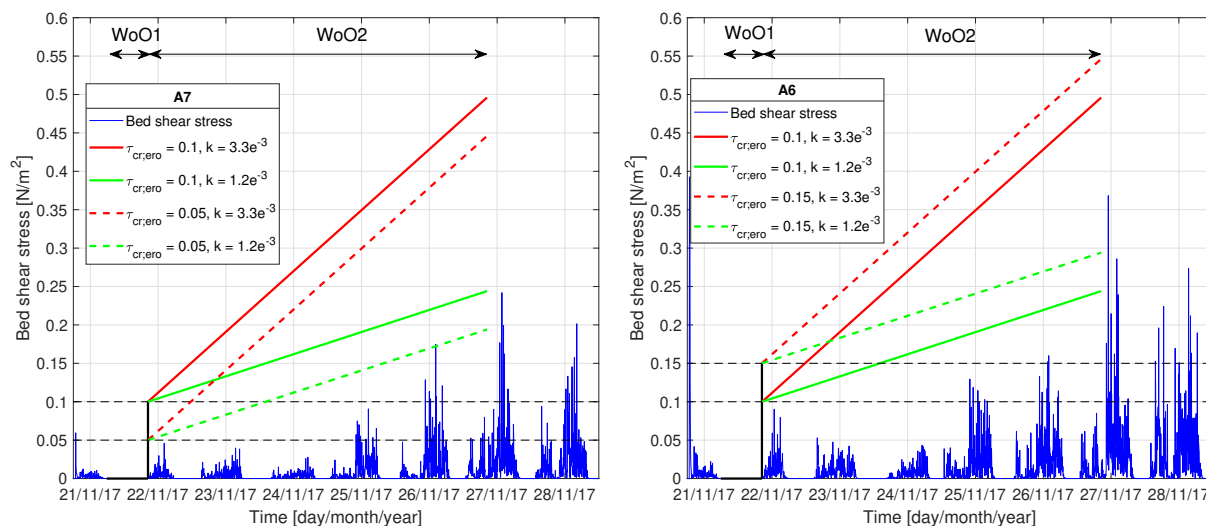 0.6
0.55
0.5
0.45
0.4
0.35
0.3
0.25
0.2
0.15
0.1
0.05
0
Bed shear stress [N/m²]
WoO1
WoO2
A7
Bed shear stress
τcr;ero = 0.1, k = 3.3e⁻³
τcr;ero = 0.1, k = 1.2e⁻³
τcr;ero = 0.05, k = 3.3e⁻³
τcr;ero = 0.05, k = 1.2e⁻³
21/11/17 22/11/17 23/11/17 24/11/17 25/11/17 26/11/17 27/11/17 28/11/17
Time [day/month/year]
0.6
0.55
0.5
0.45
0.4
0.35
0.3
0.25
0.2
0.15
0.1
0.05
0
Bed shear stress [N/m²]
WoO1
WoO2
A6
Bed shear stress
τcr;ero = 0.1, k = 3.3e⁻³
τcr;ero = 0.1, k = 1.2e⁻³
τcr;ero = 0.15, k = 3.3e⁻³
τcr;ero = 0.15, k = 1.2e⁻³
21/11/17 22/11/17 23/11/17 24/11/17 25/11/17 26/11/17 27/11/17 28/11/17
Time [day/month/year]